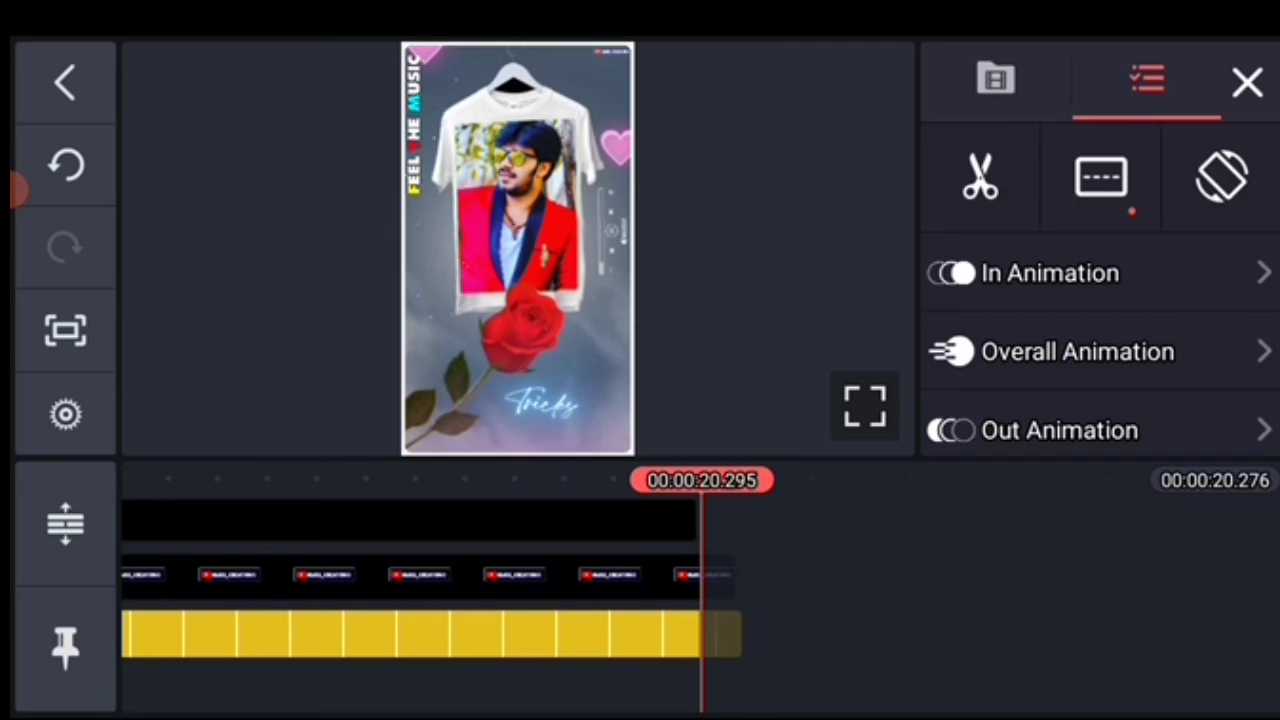 FEEL THE MUSIC
Tricks
In Animation
Overall Animation
Out Animation
00:00:20.295
00:00:20.276